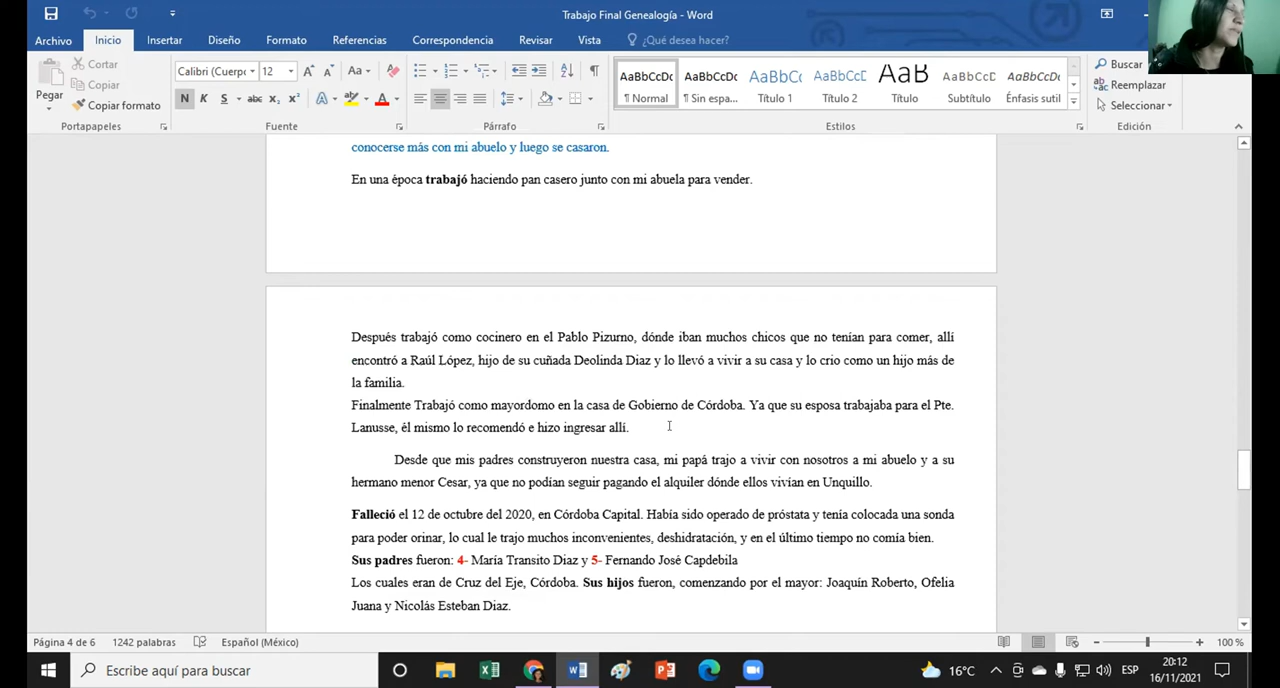 Trabajo Final Genealogía - Word
Archivo Inicio Insertar Diseño Formato Referencias Correspondencia Revisar Vista ¿Qué desea hacer?
Pegar
Cortar
Copiar
Copiar formato
Portapapeles
Calibri (Cuerpo 12
N K S abc x₂ x² A A
Fuente
Párrafo
AaBbCcDc AaBbCcDc AaBbC AaBbCcC AaB AaBbCcD AaBbCcDc
¶ Normal ¶ Sin espa... Título 1 Título 2 Título Subtítulo Énfasis sutil
Estilos
Buscar
Reemplazar
Seleccionar
Edición
conocerse más con mi abuelo y luego se casaron.
En una época trabajó haciendo pan casero junto con mi abuela para vender.
Después trabajó como cocinero en el Pablo Pizurno, dónde iban muchos chicos que no tenían para comer, allí
encontró a Raúl López, hijo de su cuñada Deolinda Diaz y lo llevó a vivir a su casa y lo crio como un hijo más de
la familia.
Finalmente Trabajó como mayordomo en la casa de Gobierno de Córdoba. Ya que su esposa trabajaba para el Pte.
Lanusse, él mismo lo recomendó e hizo ingresar allí.
Desde que mis padres construyeron nuestra casa, mi papá trajo a vivir con nosotros a mi abuelo y a su
hermano menor Cesar, ya que no podían seguir pagando el alquiler dónde ellos vivían en Unquillo.
Falleció el 12 de octubre del 2020, en Córdoba Capital. Había sido operado de próstata y tenía colocada una sonda
para poder orinar, lo cual le trajo muchos inconvenientes, deshidratación, y en el último tiempo no comía bien.
Sus padres fueron: 4- María Transito Diaz y 5- Fernando José Capdebila
Los cuales eran de Cruz del Eje, Córdoba. Sus hijos fueron, comenzando por el mayor: Joaquín Roberto, Ofelia
Juana y Nicolás Esteban Diaz.
Página 4 de 6 1242 palabras Español (México) 100 %
Escribe aquí para buscar
16°C ESP
20:12
16/11/2021